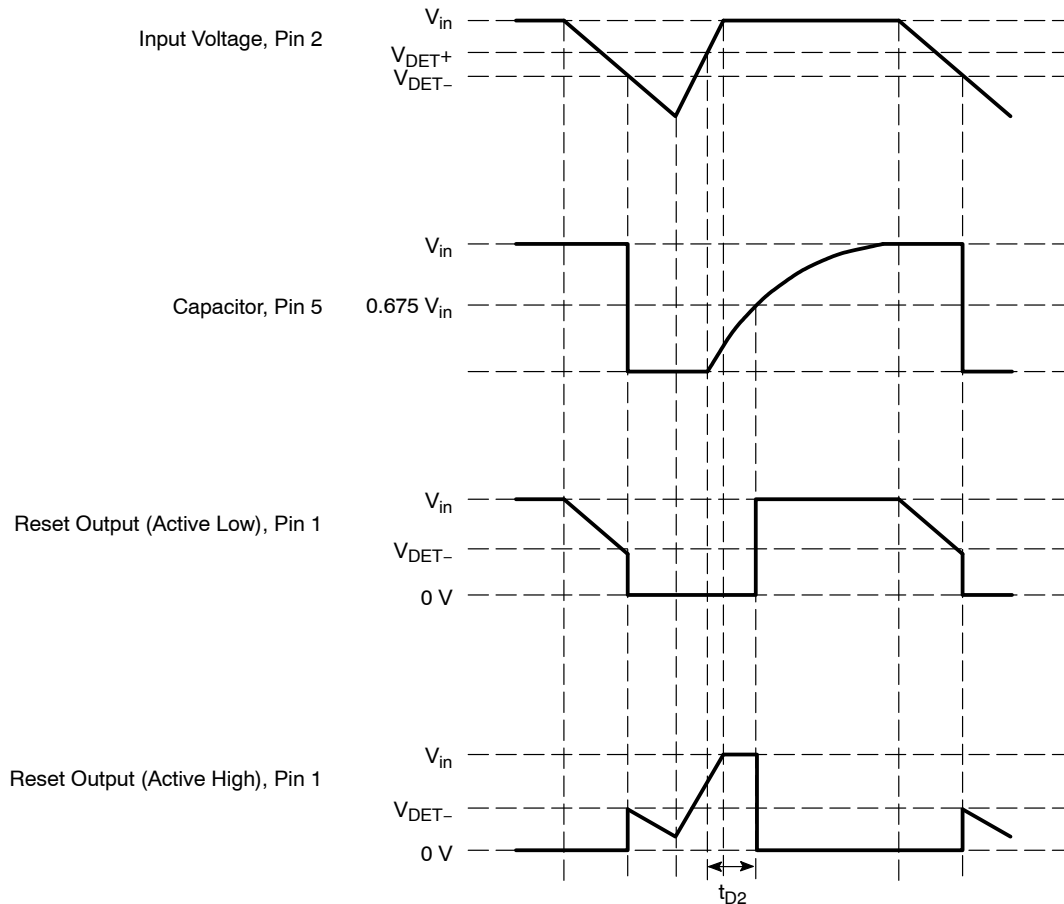 V_in
Input Voltage, Pin 2
V_DET+
V_DET−
V_in
Capacitor, Pin 5
0.675 V_in
V_in
Reset Output (Active Low), Pin 1
V_DET−
0 V
V_in
Reset Output (Active High), Pin 1
V_DET−
0 V
t_D2